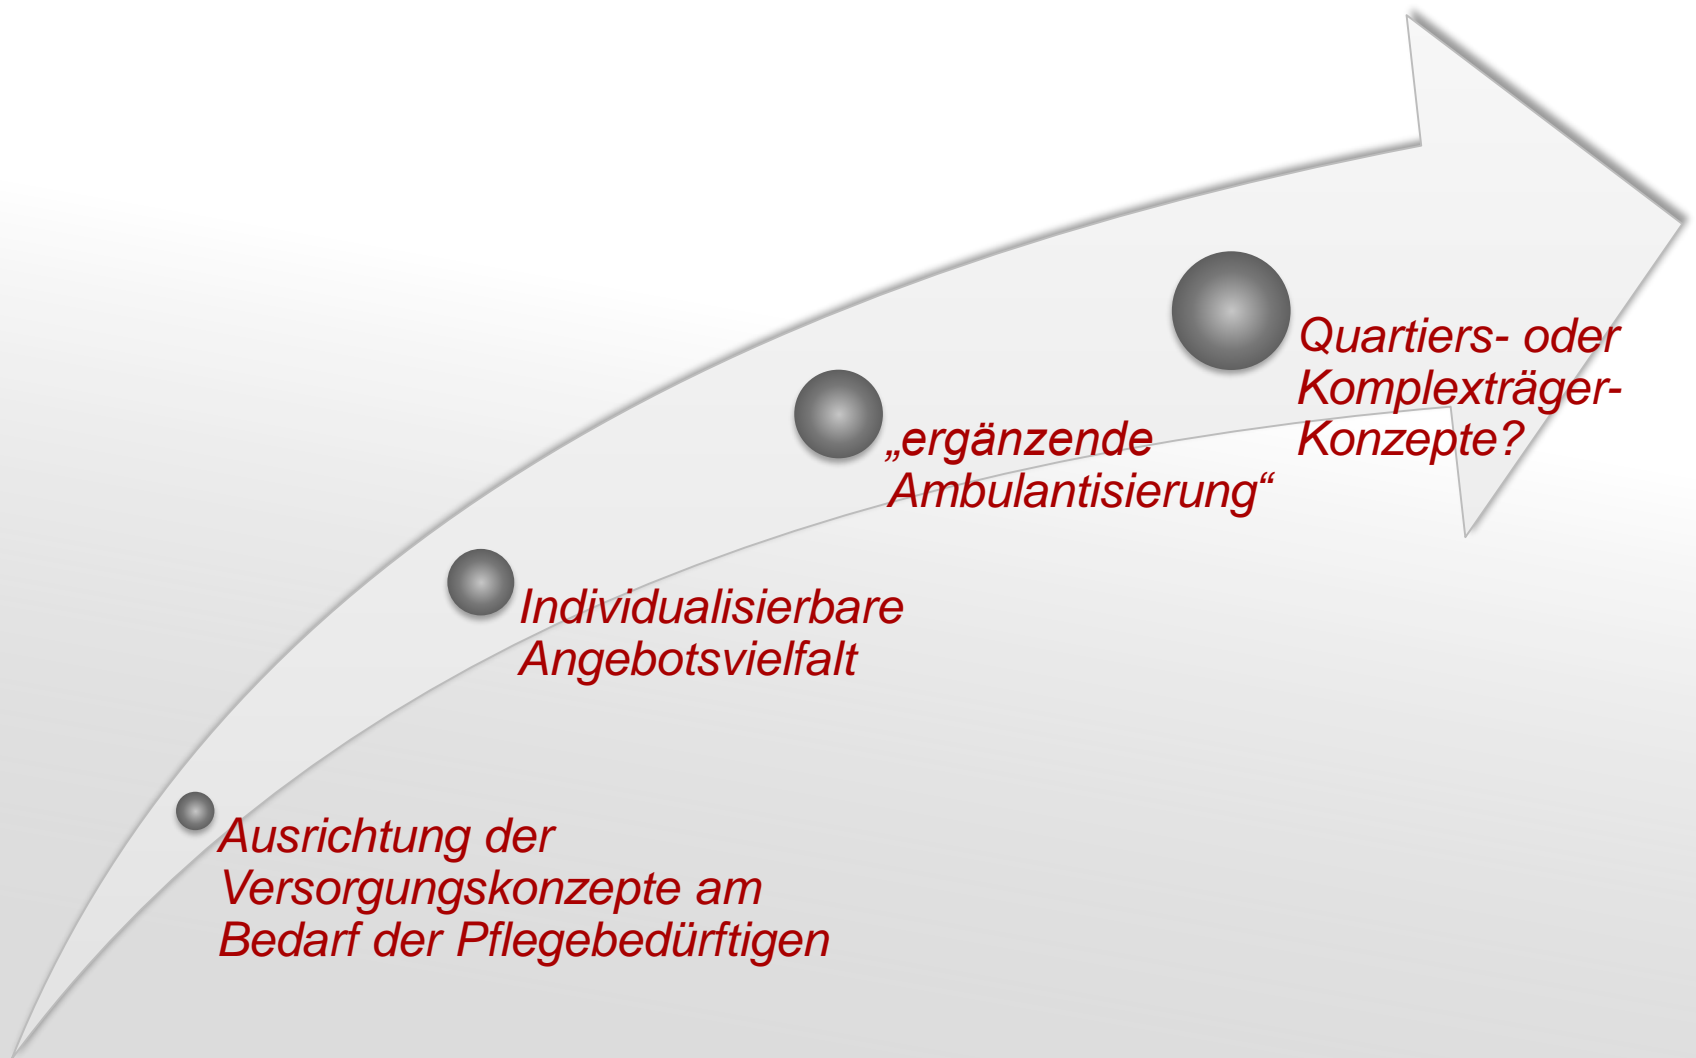 Quartiers- oder
Komplexträger-
Konzepte?
„ergänzende
Ambulantisierung“
Individualisierbare
Angebotsvielfalt
Ausrichtung der
Versorgungskonzepte am
Bedarf der Pflegebedürftigen